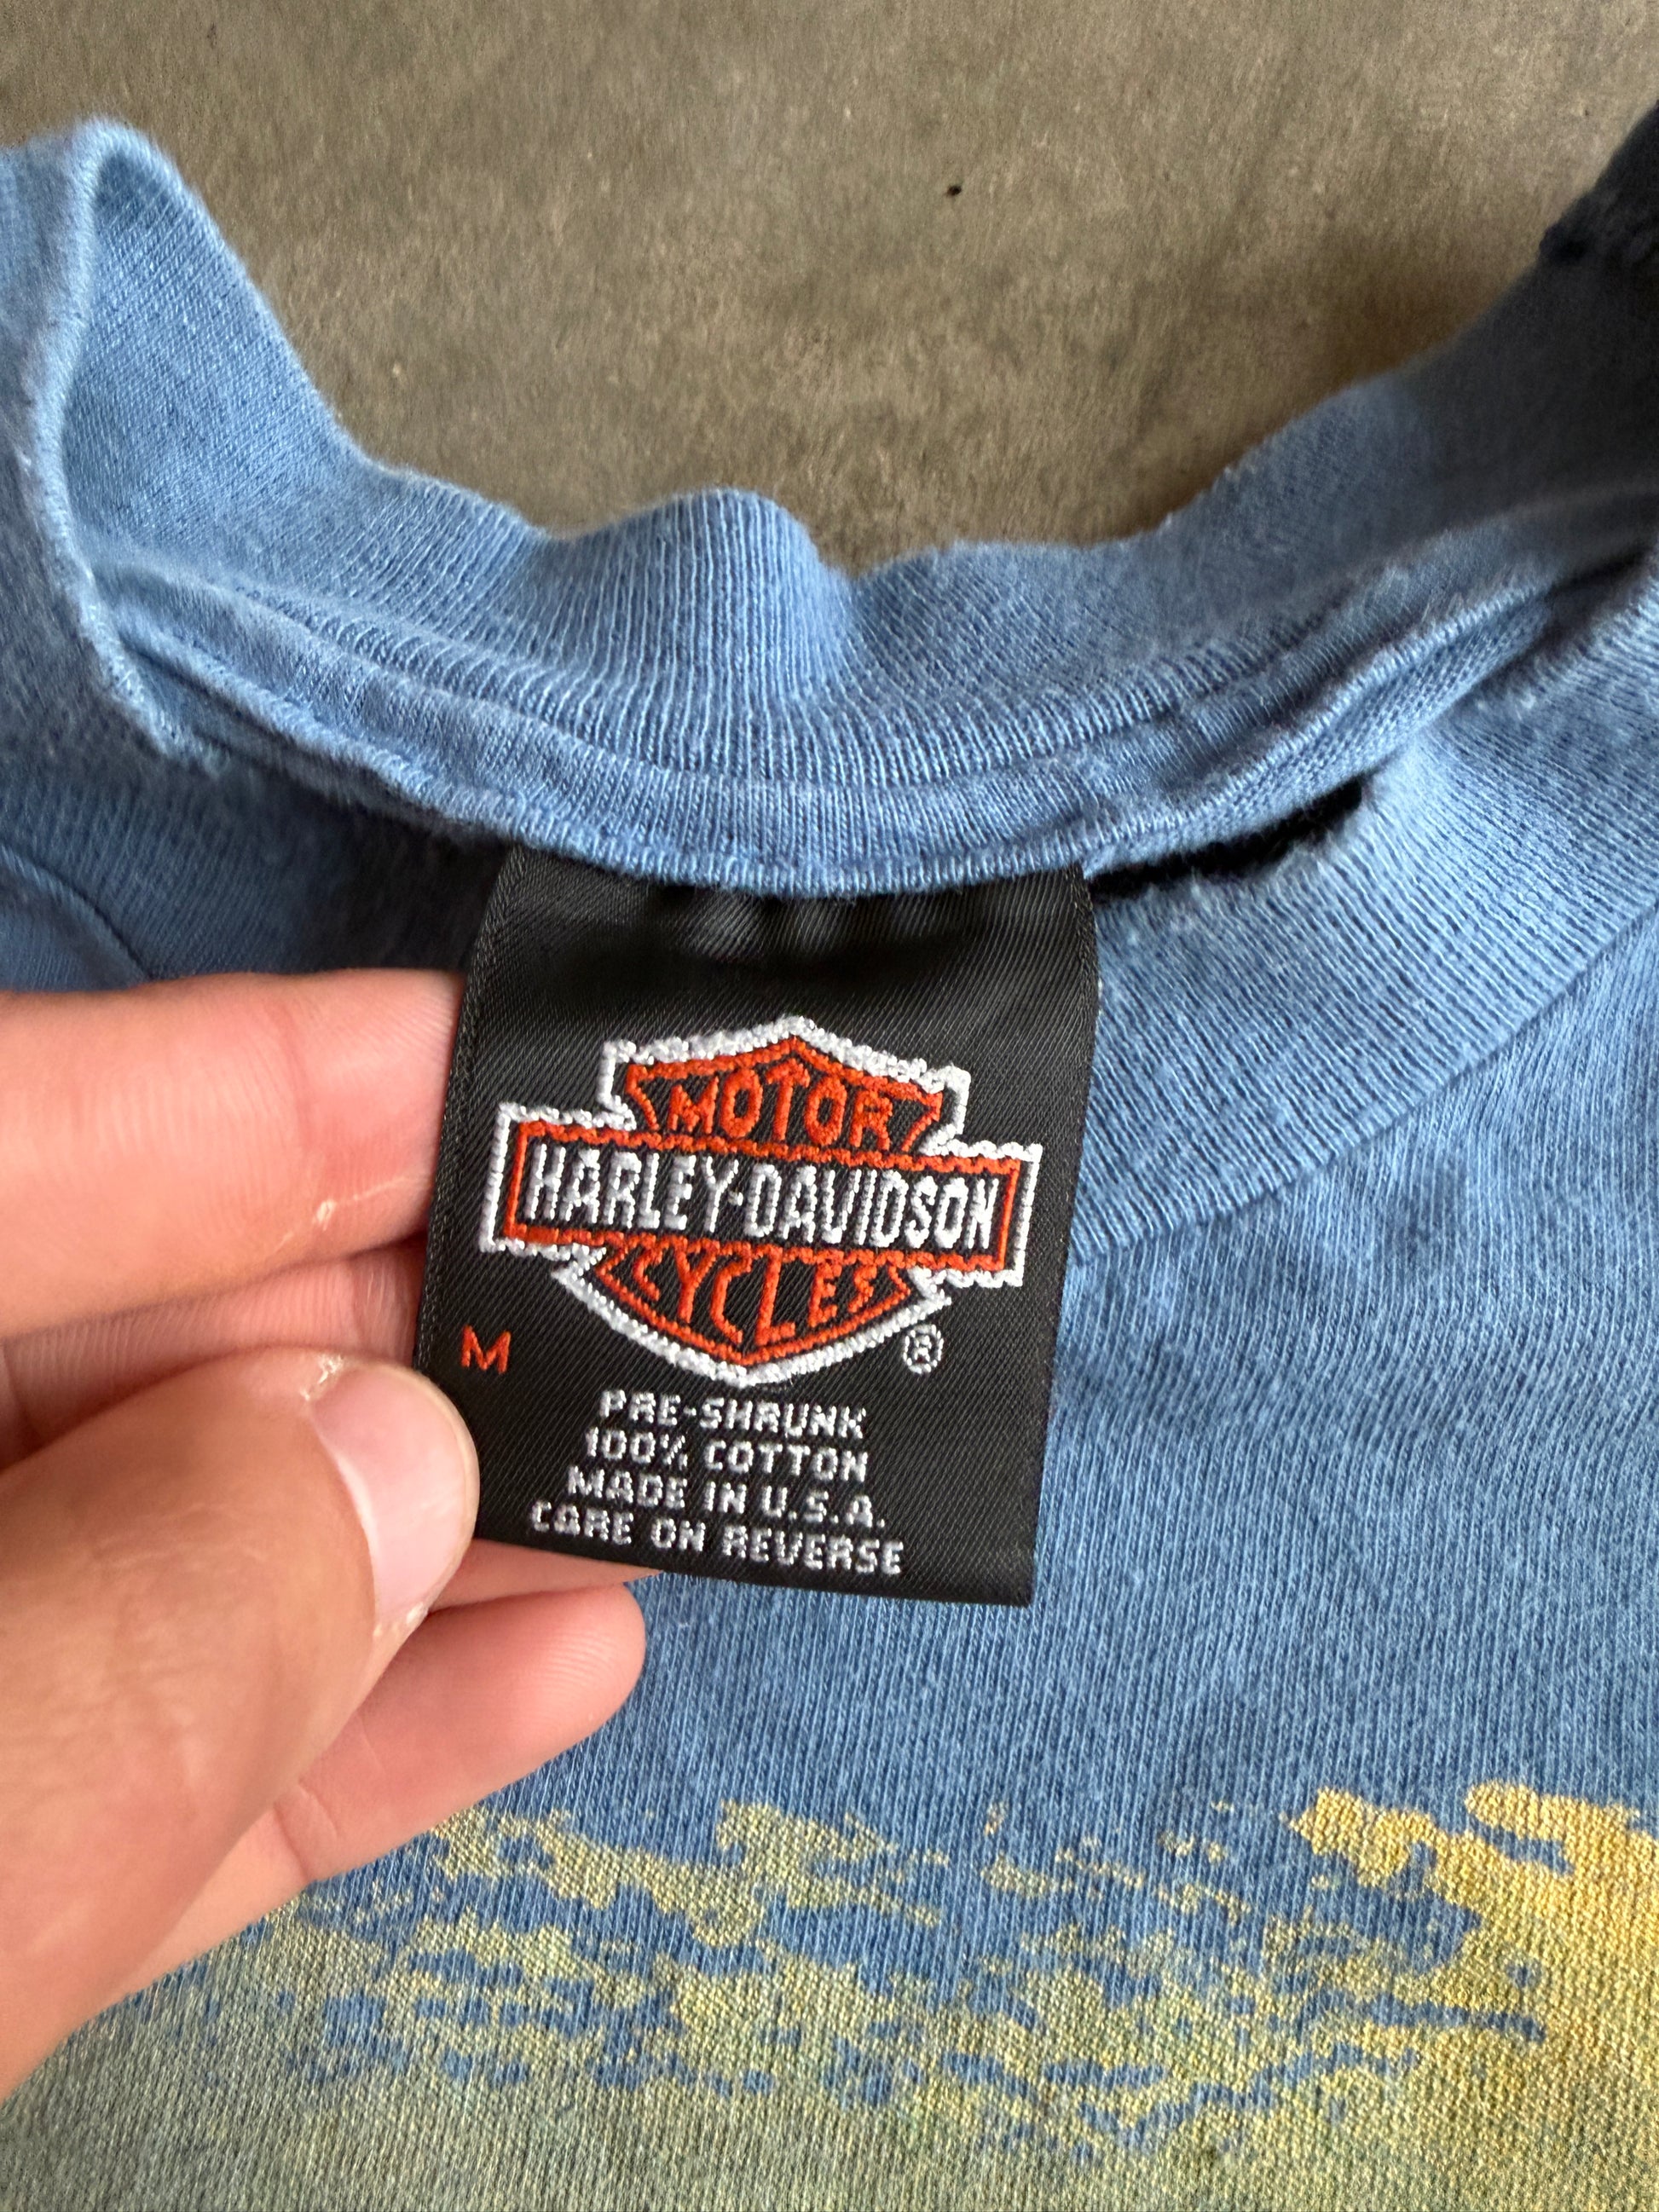 MOTOR
HARLEY-DAVIDSON
CYCLES
®
M
PRE-SHRUNK
100% COTTON
MADE IN U.S.A.
CARE ON REVERSE